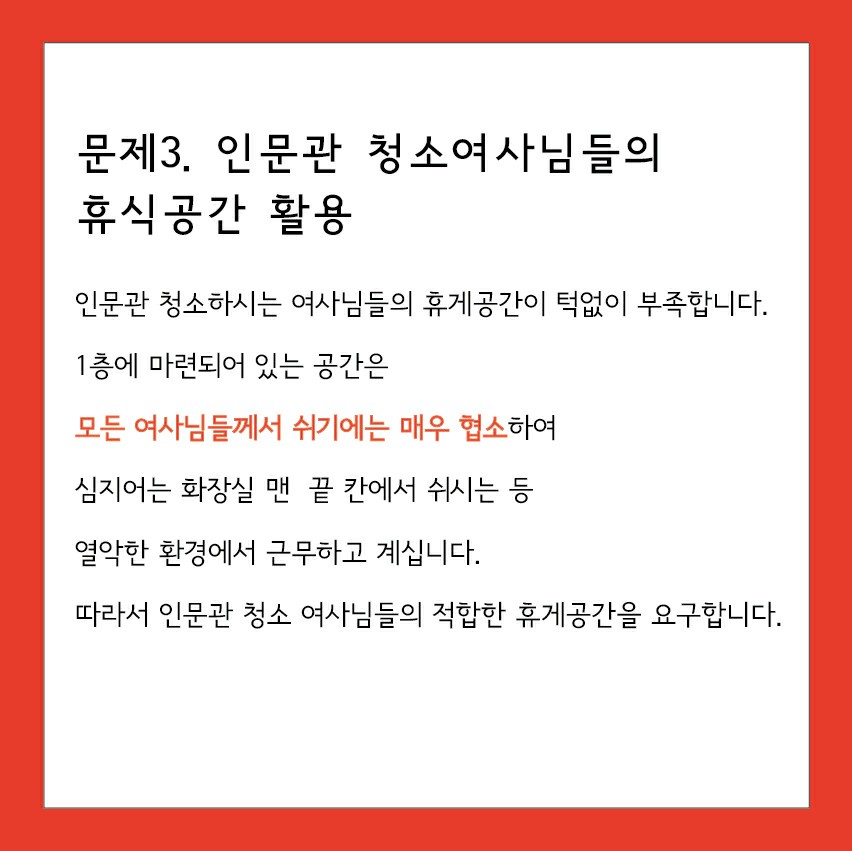 문제3. 인문관 청소여사님들의
휴식공간 활용
인문관 청소하시는 여사님들의 휴게공간이 턱없이 부족합니다.
1층에 마련되어 있는 공간은
모든 여사님들께서 쉬기에는 매우 협소하여
심지어는 화장실 맨 끝 칸에서 쉬시는 등
열악한 환경에서 근무하고 계십니다.
따라서 인문관 청소 여사님들의 적합한 휴게공간을 요구합니다.